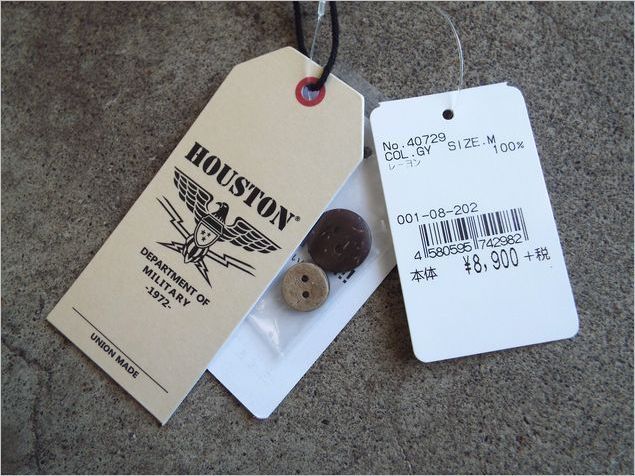 HOUSTON®
DEPARTMENT OF
MILITARY
-1972-
UNION MADE
No.40729
COL.GY SIZE.M
レーヨン 100%
001-08-202
4 580595 742982
本体 ¥8,900 +税